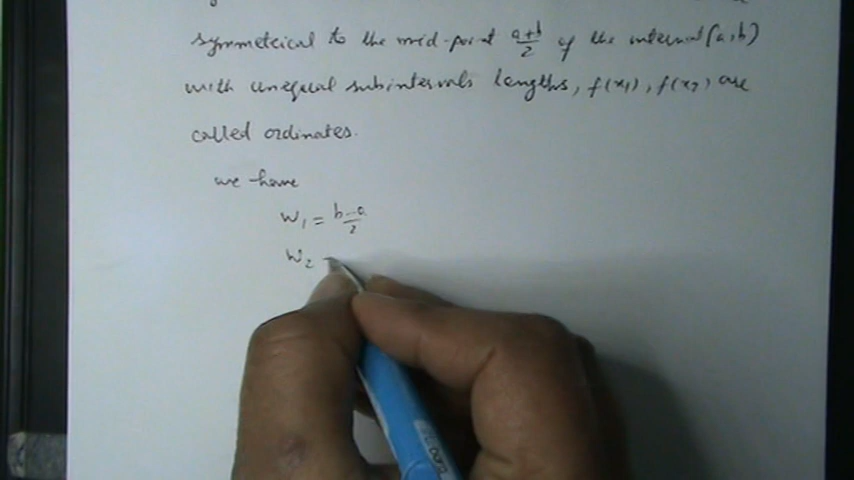 symmetrical to the mid-point a+b/2 of the interval (a,b)
with unequal subintervals lengths, f(x₁), f(x₂) are
called ordinates.
we have
W₁ = b-a/2
W₂ =